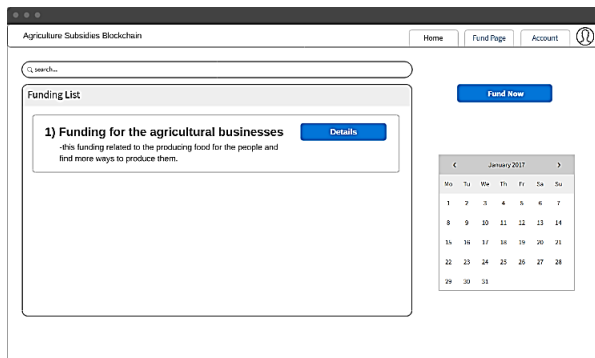 Agriculture Subsidies Blockchain
Home Fund Page Account
search...
Fund Now
Funding List
1) Funding for the agricultural businesses
Details
-this funding related to the producing food for the people and
find more ways to produce them.
‹ January 2017 ›
Mo Tu We Th Fr Sa Su
1 2 3 4 5 6 7
8 9 10 11 12 13 14
15 16 17 18 19 20 21
22 23 24 25 26 27 28
29 30 31